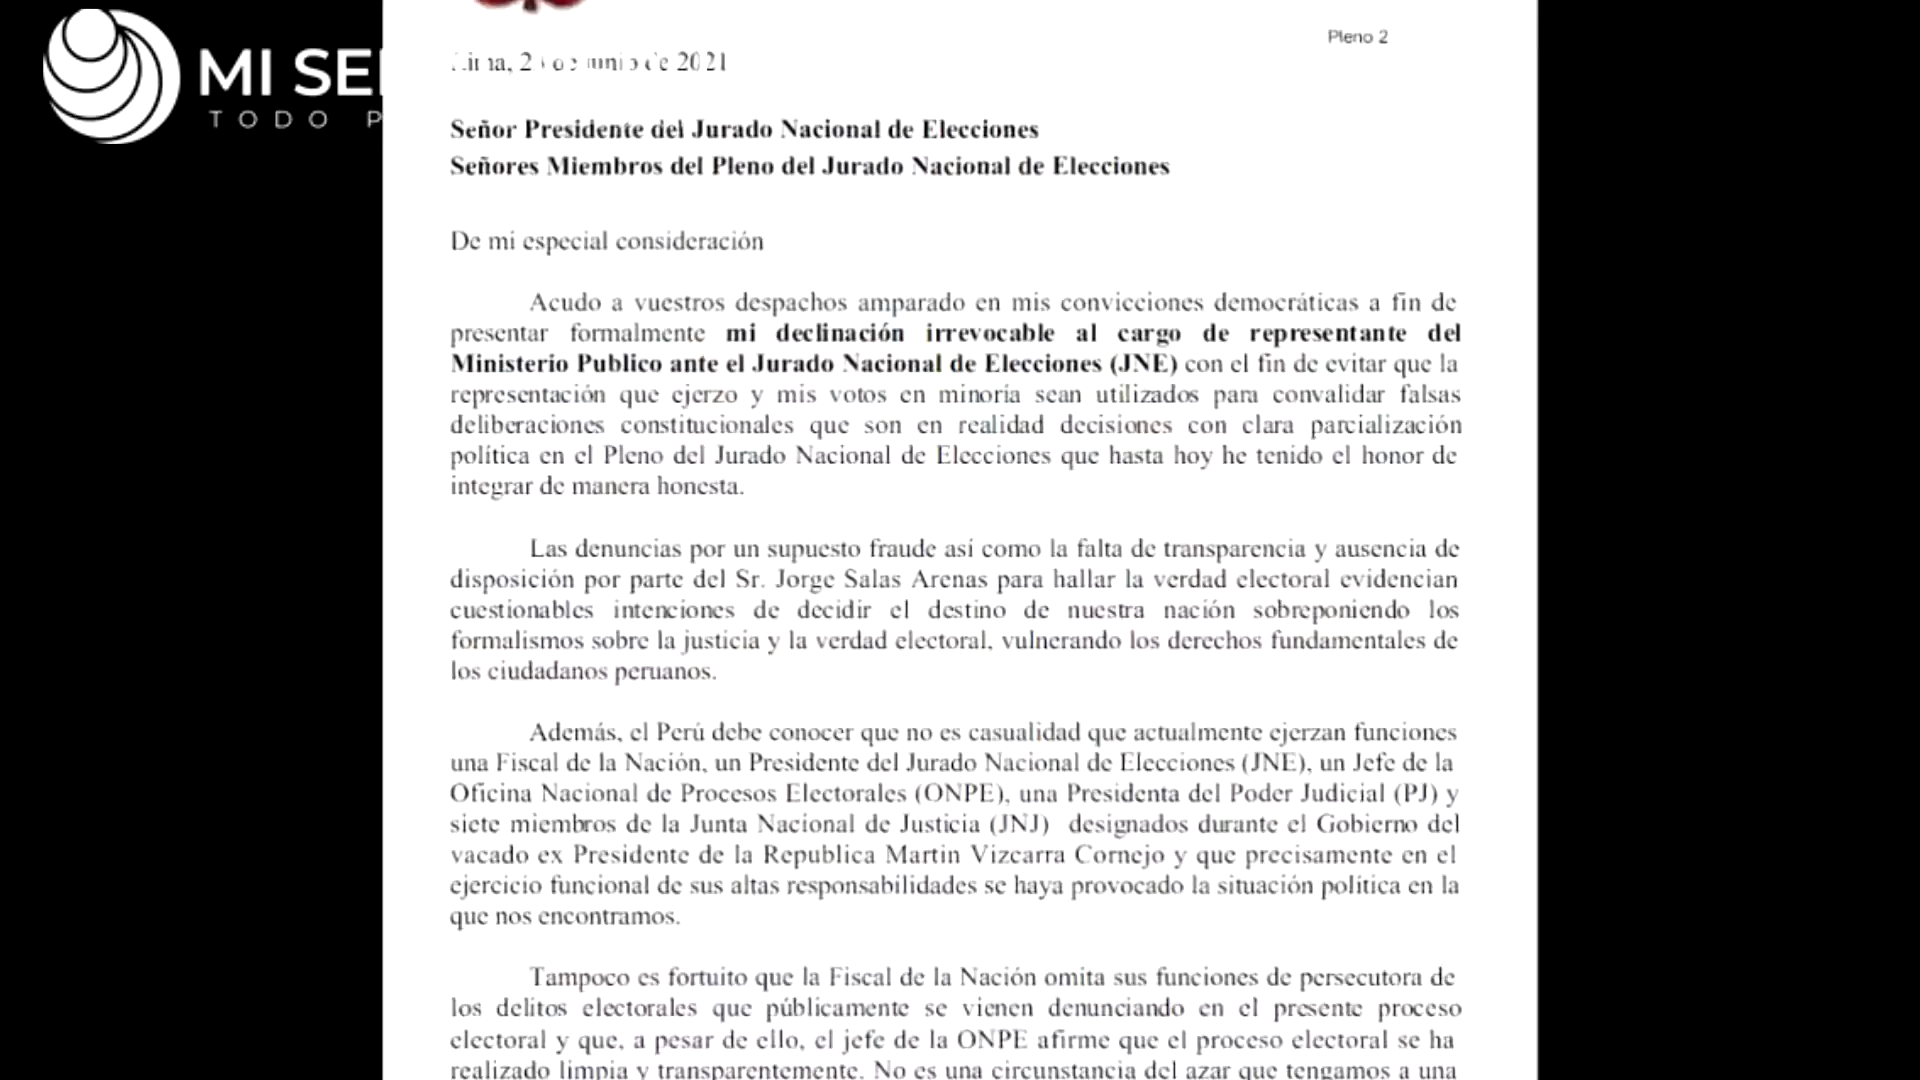 MI SE
TODO P
Pleno 2
de 2021
Señor Presidente del Jurado Nacional de Elecciones
Señores Miembros del Pleno del Jurado Nacional de Elecciones
De mi especial consideración
Acudo a vuestros despachos amparado en mis convicciones democráticas a fin de
presentar formalmente mi declinación irrevocable al cargo de representante del
Ministerio Publico ante el Jurado Nacional de Elecciones (JNE) con el fin de evitar que la
representación que ejerzo y mis votos en minoría sean utilizados para convalidar falsas
deliberaciones constitucionales que son en realidad decisiones con clara parcialización
política en el Pleno del Jurado Nacional de Elecciones que hasta hoy he tenido el honor de
integrar de manera honesta.
Las denuncias por un supuesto fraude así como la falta de transparencia y ausencia de
disposición por parte del Sr. Jorge Salas Arenas para hallar la verdad electoral evidencian
cuestionables intenciones de decidir el destino de nuestra nación sobreponiendo los
formalismos sobre la justicia y la verdad electoral, vulnerando los derechos fundamentales de
los ciudadanos peruanos.
Además, el Perú debe conocer que no es casualidad que actualmente ejerzan funciones
una Fiscal de la Nación, un Presidente del Jurado Nacional de Elecciones (JNE), un Jefe de la
Oficina Nacional de Procesos Electorales (ONPE), una Presidenta del Poder Judicial (PJ) y
siete miembros de la Junta Nacional de Justicia (JNJ) designados durante el Gobierno del
vacado ex Presidente de la Republica Martin Vizcarra Cornejo y que precisamente en el
ejercicio funcional de sus altas responsabilidades se haya provocado la situación política en la
que nos encontramos.
Tampoco es fortuito que la Fiscal de la Nación omita sus funciones de persecutora de
los delitos electorales que públicamente se vienen denunciando en el presente proceso
electoral y que, a pesar de ello, el jefe de la ONPE afirme que el proceso electoral se ha
realizado limpia y transparentemente. No es una circunstancia del azar que tengamos a una